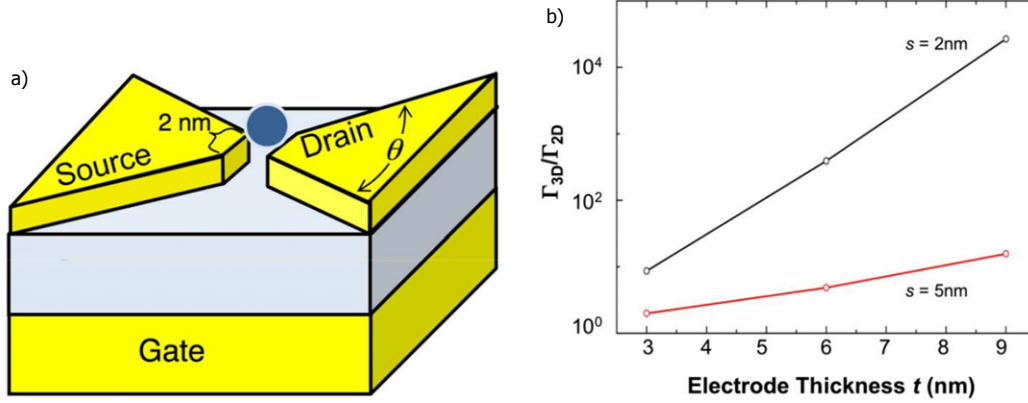 a)
2 nm
Source
Drain
θ
Gate
b)
Γ3D/Γ2D
10⁴
10²
10⁰
s = 2nm
s = 5nm
3 4 5 6 7 8 9
Electrode Thickness t (nm)